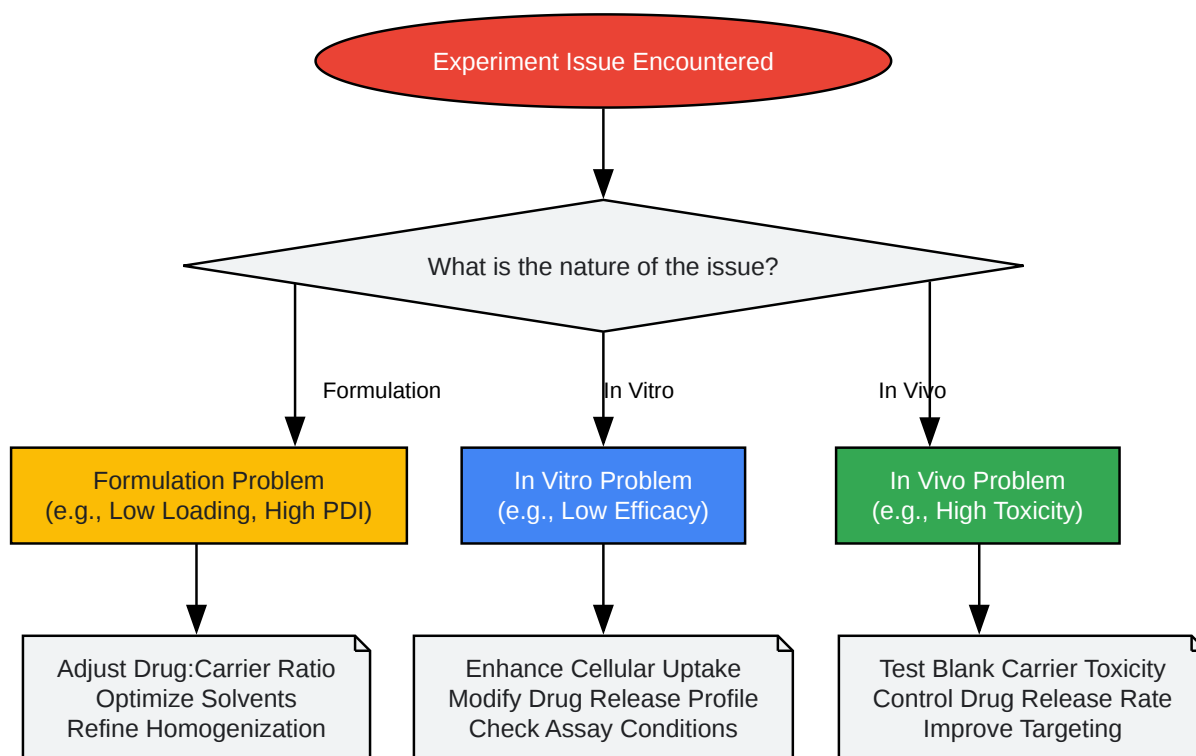 Experiment Issue Encountered
What is the nature of the issue?
Formulation
In Vitro
In Vivo
Formulation Problem
(e.g., Low Loading, High PDI)
In Vitro Problem
(e.g., Low Efficacy)
In Vivo Problem
(e.g., High Toxicity)
Adjust Drug:Carrier Ratio
Optimize Solvents
Refine Homogenization
Enhance Cellular Uptake
Modify Drug Release Profile
Check Assay Conditions
Test Blank Carrier Toxicity
Control Drug Release Rate
Improve Targeting